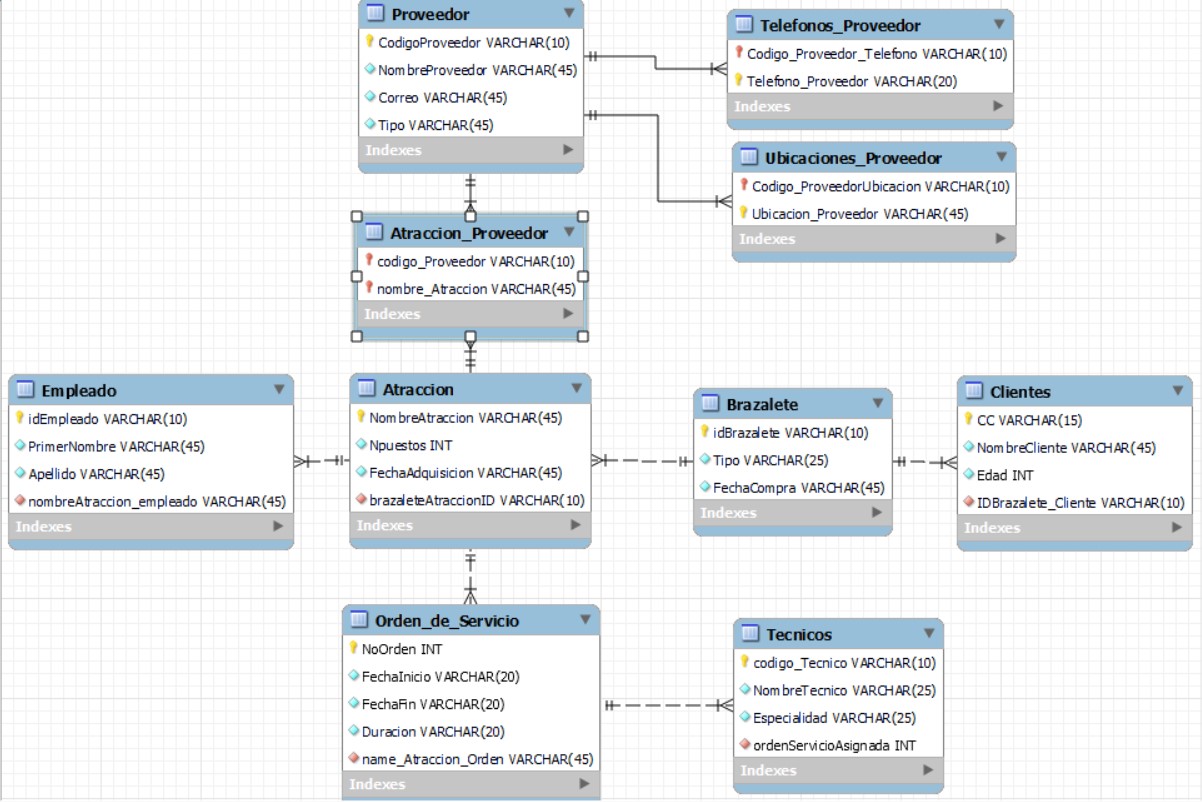 Proveedor
CodigoProveedor VARCHAR(10)
NombreProveedor VARCHAR(45)
Correo VARCHAR(45)
Tipo VARCHAR(45)
Indexes
Telefonos_Proveedor
Codigo_Proveedor_Telefono VARCHAR(10)
Telefono_Proveedor VARCHAR(20)
Indexes
Ubicaciones_Proveedor
Codigo_ProveedorUbicacion VARCHAR(10)
Ubicacion_Proveedor VARCHAR(45)
Indexes
Atraccion_Proveedor
codigo_Proveedor VARCHAR(10)
nombre_Atraccion VARCHAR(45)
Indexes
Empleado
idEmpleado VARCHAR(10)
PrimerNombre VARCHAR(45)
Apellido VARCHAR(45)
nombreAtraccion_empleado VARCHAR(45)
Indexes
Atraccion
NombreAtraccion VARCHAR(45)
Npuestos INT
FechaAdquisicion VARCHAR(45)
brazaleteAtraccionID VARCHAR(10)
Indexes
Brazalete
idBrazalete VARCHAR(10)
Tipo VARCHAR(25)
FechaCompra VARCHAR(45)
Indexes
Clientes
CC VARCHAR(15)
NombreCliente VARCHAR(45)
Edad INT
IDBrazalete_Cliente VARCHAR(10)
Indexes
Orden_de_Servicio
NoOrden INT
FechaInicio VARCHAR(20)
FechaFin VARCHAR(20)
Duracion VARCHAR(20)
name_Atraccion_Orden VARCHAR(45)
Indexes
Tecnicos
codigo_Tecnico VARCHAR(10)
NombreTecnico VARCHAR(25)
Especialidad VARCHAR(25)
ordenServicioAsignada INT
Indexes